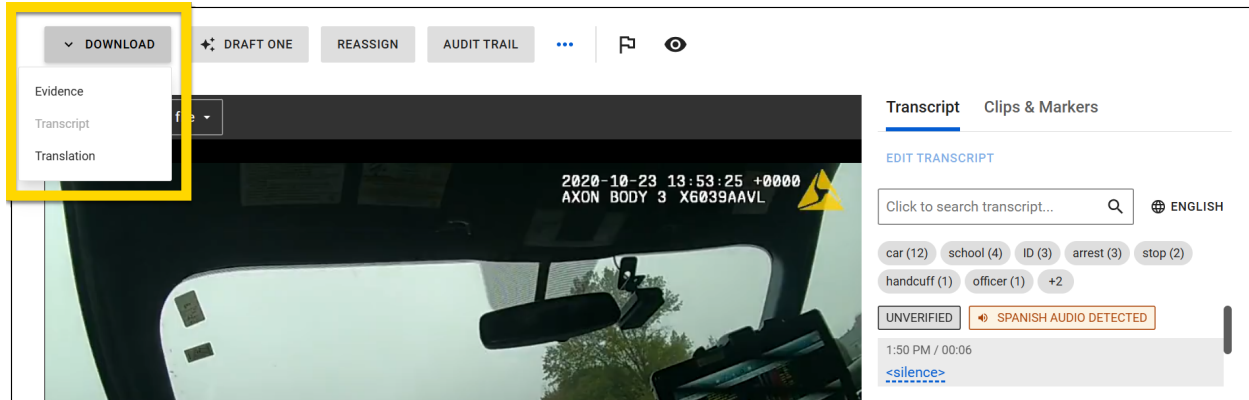 DOWNLOAD
DRAFT ONE
REASSIGN
AUDIT TRAIL
Evidence
Transcript
Translation
2020-10-23 13:53:25 +0000
AXON BODY 3 X6039AAVL
Transcript
Clips & Markers
EDIT TRANSCRIPT
Click to search transcript...
ENGLISH
car (12)
school (4)
ID (3)
arrest (3)
stop (2)
handcuff (1)
officer (1)
+2
UNVERIFIED
SPANISH AUDIO DETECTED
1:50 PM / 00:06
<silence>